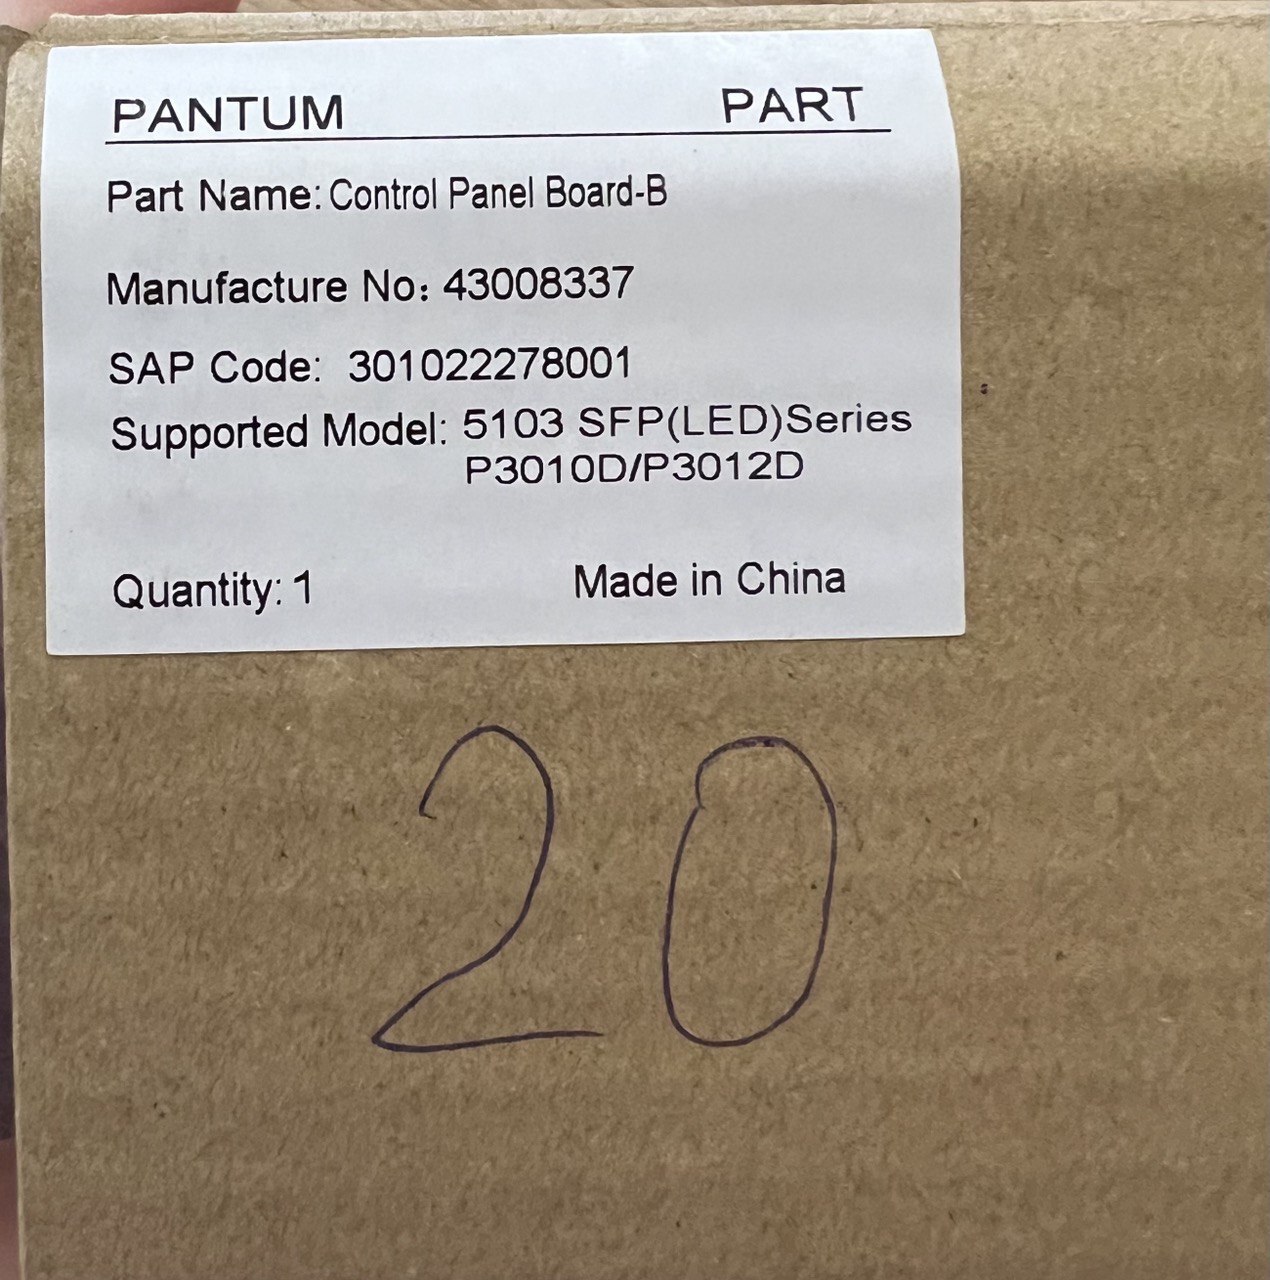 PANTUM PART
Part Name: Control Panel Board-B
Manufacture No: 43008337
SAP Code: 301022278001
Supported Model: 5103 SFP(LED)Series
P3010D/P3012D
Quantity: 1 Made in China
20